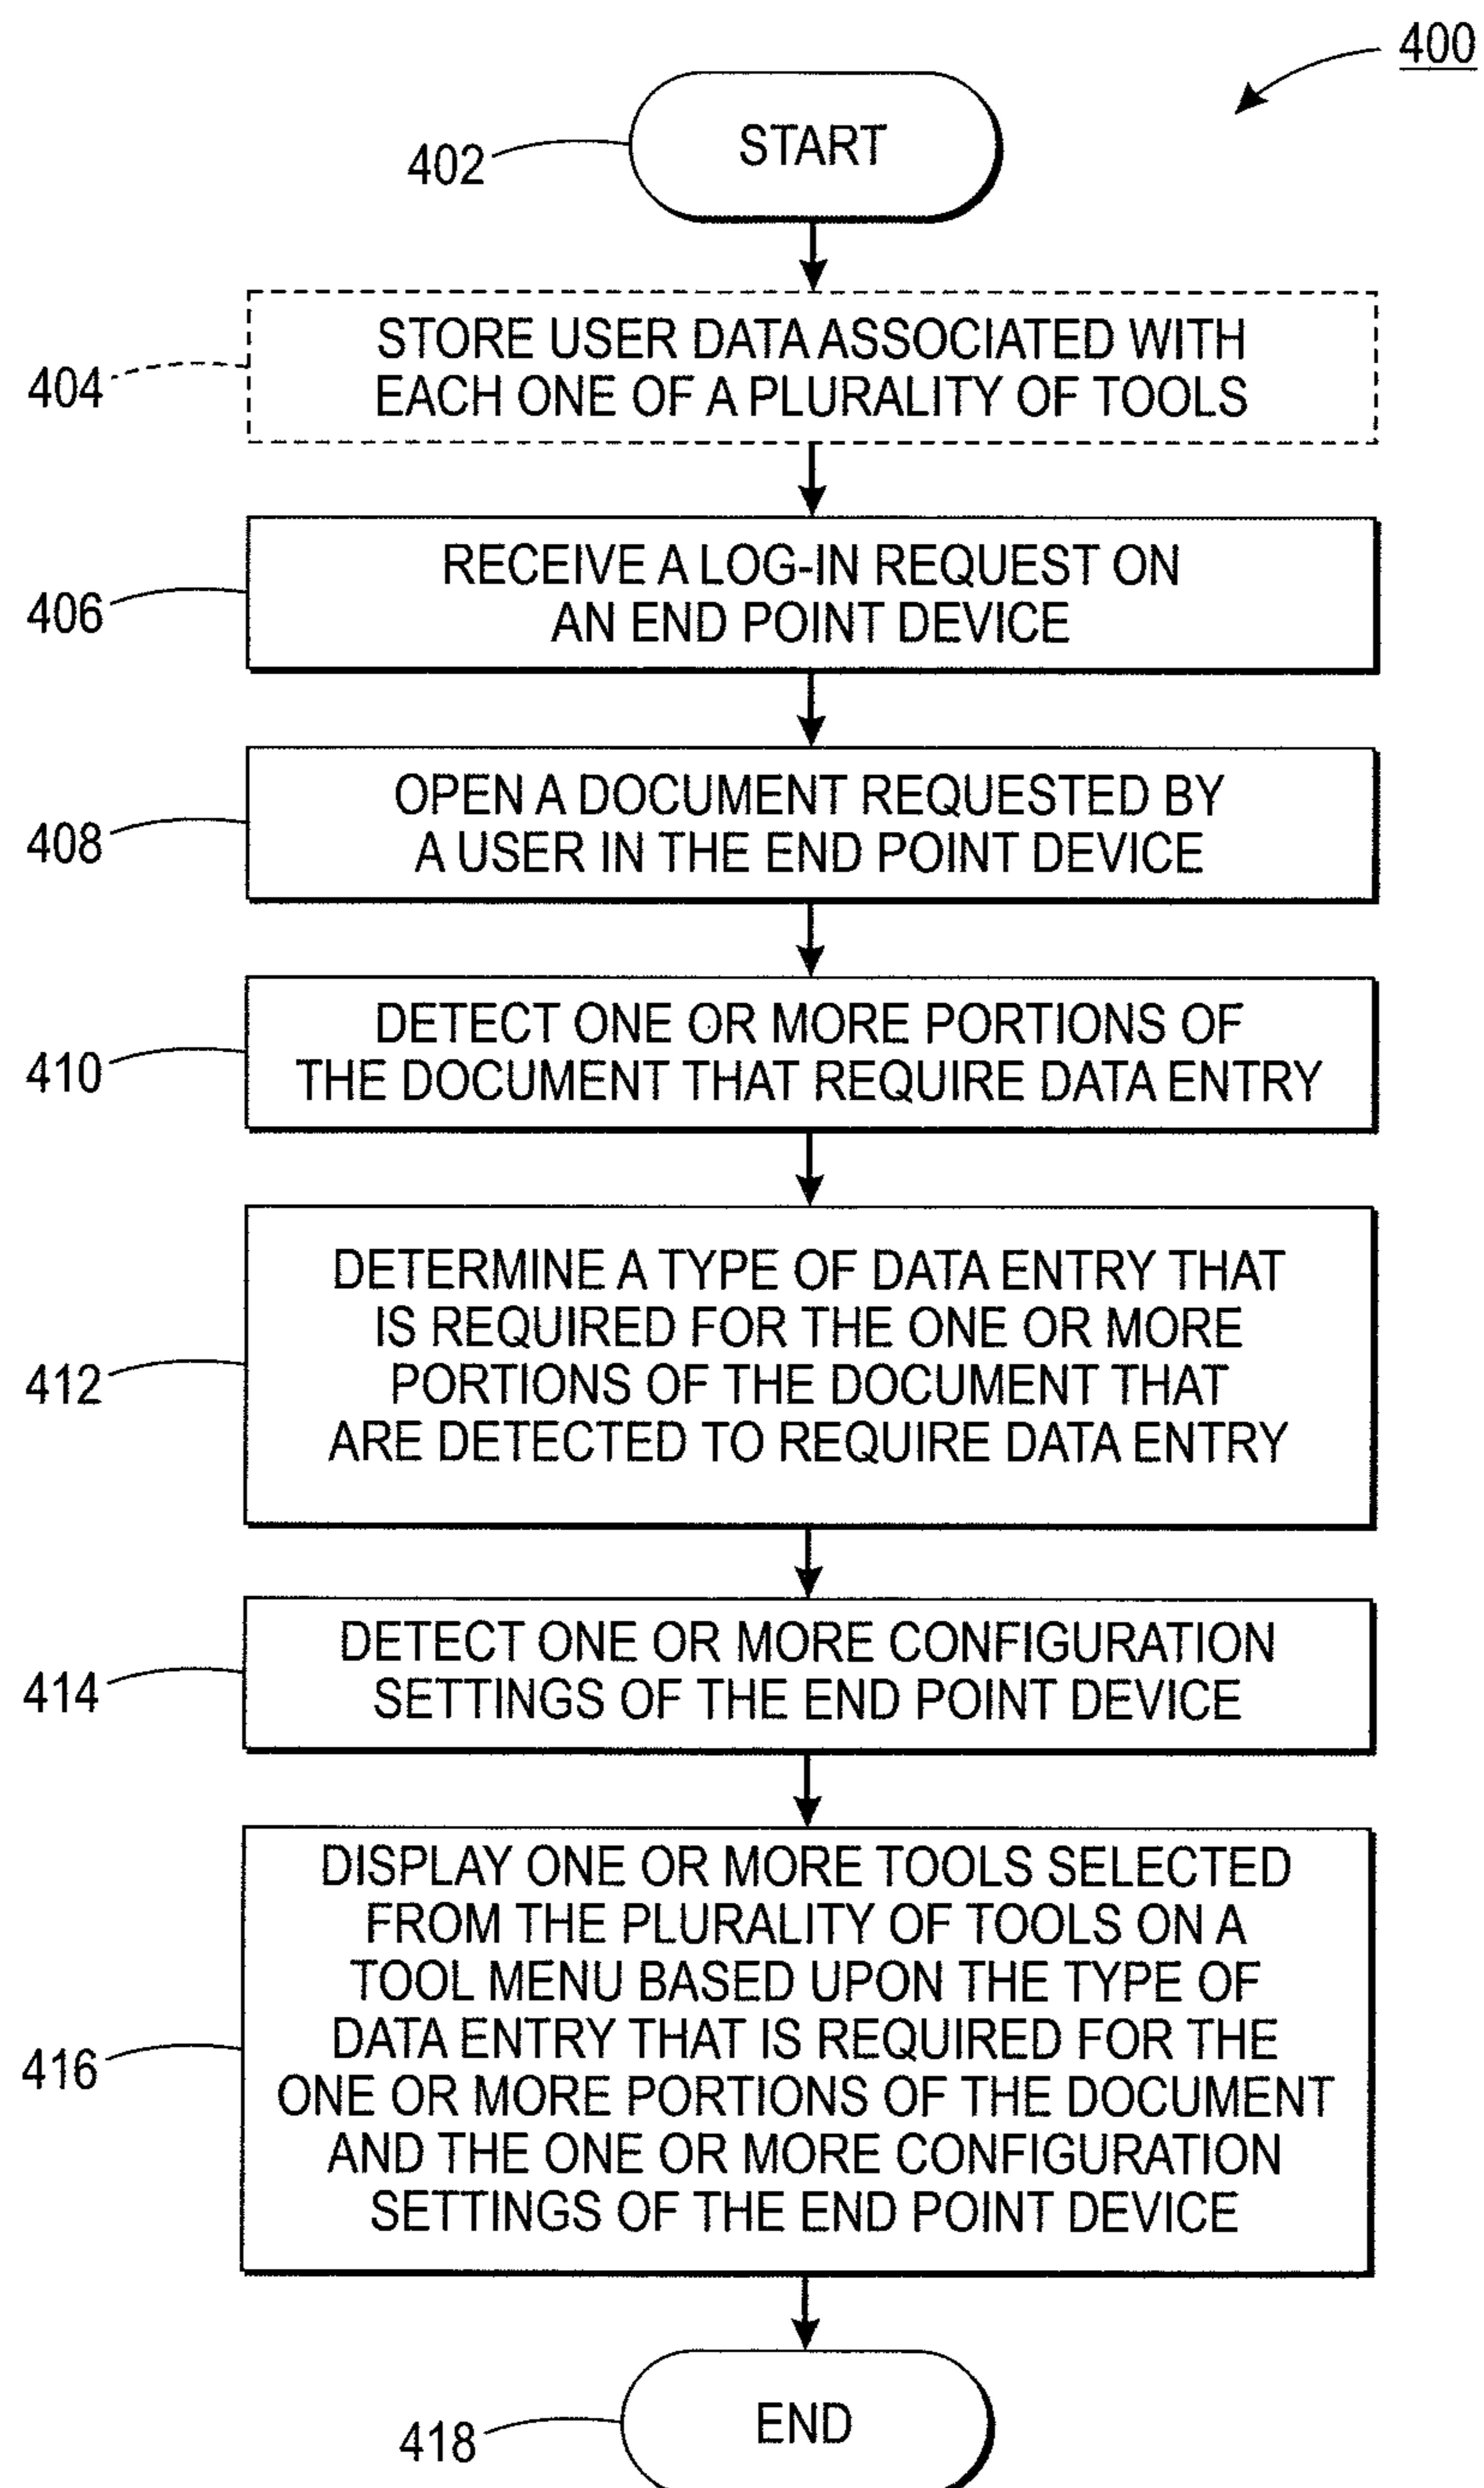 400
402
START
404
STORE USER DATA ASSOCIATED WITH
EACH ONE OF A PLURALITY OF TOOLS
406
RECEIVE A LOG-IN REQUEST ON
AN END POINT DEVICE
408
OPEN A DOCUMENT REQUESTED BY
A USER IN THE END POINT DEVICE
410
DETECT ONE OR MORE PORTIONS OF
THE DOCUMENT THAT REQUIRE DATA ENTRY
412
DETERMINE A TYPE OF DATA ENTRY THAT
IS REQUIRED FOR THE ONE OR MORE
PORTIONS OF THE DOCUMENT THAT
ARE DETECTED TO REQUIRE DATA ENTRY
414
DETECT ONE OR MORE CONFIGURATION
SETTINGS OF THE END POINT DEVICE
416
DISPLAY ONE OR MORE TOOLS SELECTED
FROM THE PLURALITY OF TOOLS ON A
TOOL MENU BASED UPON THE TYPE OF
DATA ENTRY THAT IS REQUIRED FOR THE
ONE OR MORE PORTIONS OF THE DOCUMENT
AND THE ONE OR MORE CONFIGURATION
SETTINGS OF THE END POINT DEVICE
418
END